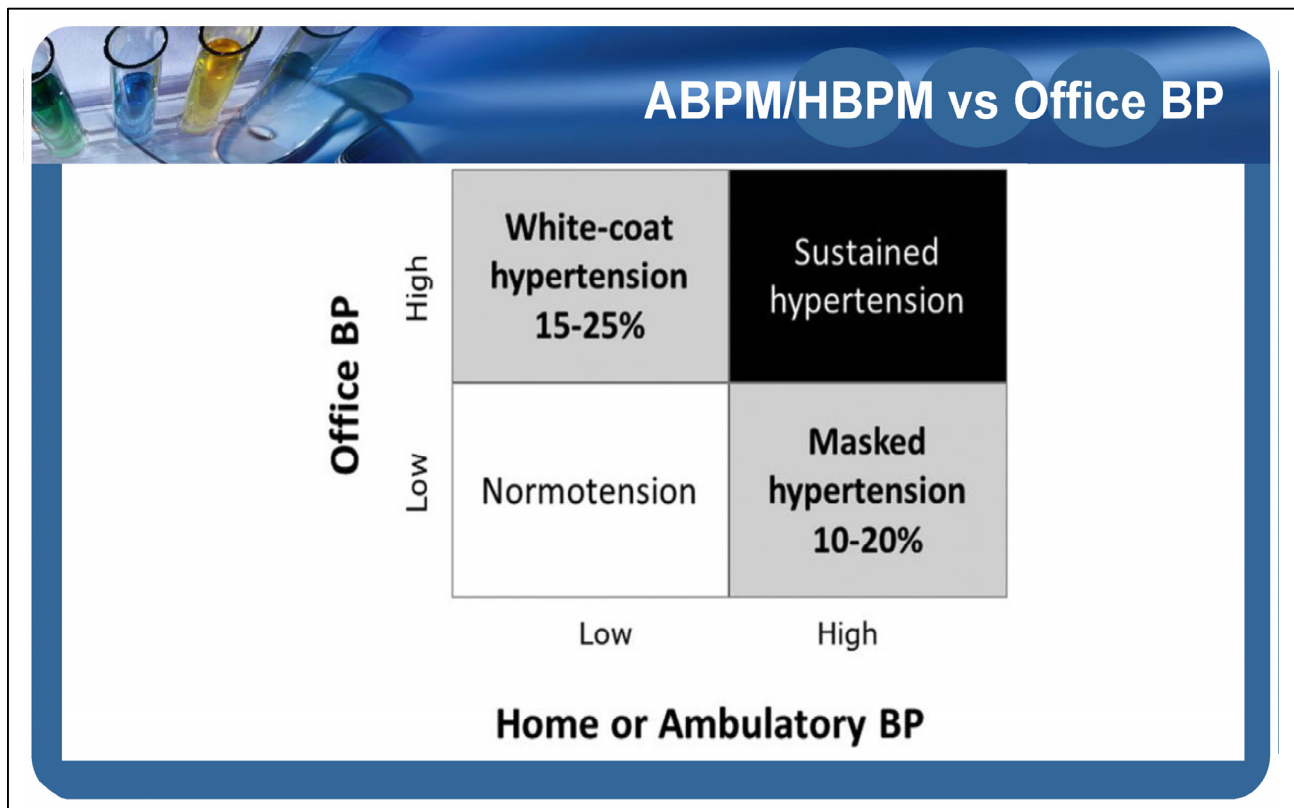 ABPM/HBPM vs Office BP
Office BP
High
White-coat
hypertension
15-25%
Sustained
hypertension
Low
Normotension
Masked
hypertension
10-20%
Low
High
Home or Ambulatory BP